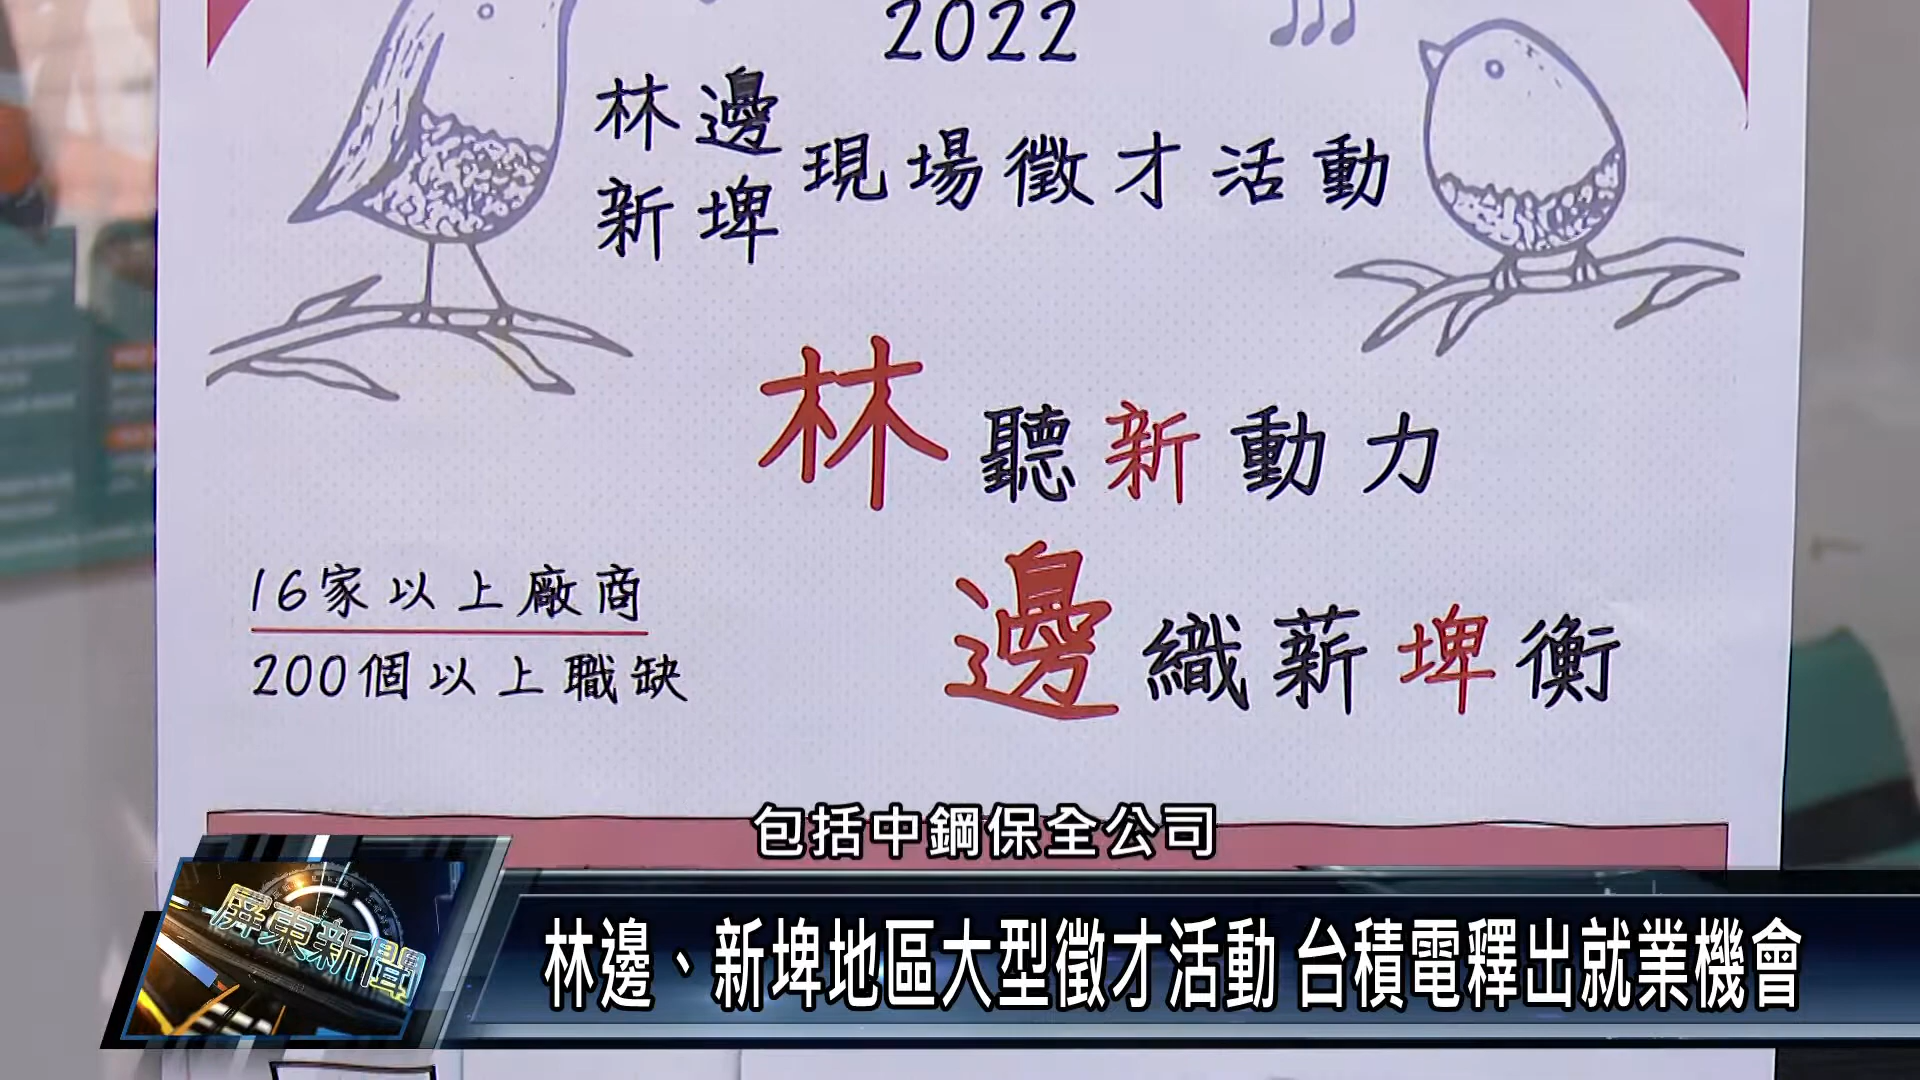 2022
林邊
新埤
現場徵才活動
林聽新動力
邊織薪埤衡
16家以上廠商
200個以上職缺
包括中鋼保全公司
屏東新聞
林邊、新埤地區大型徵才活動 台積電釋出就業機會